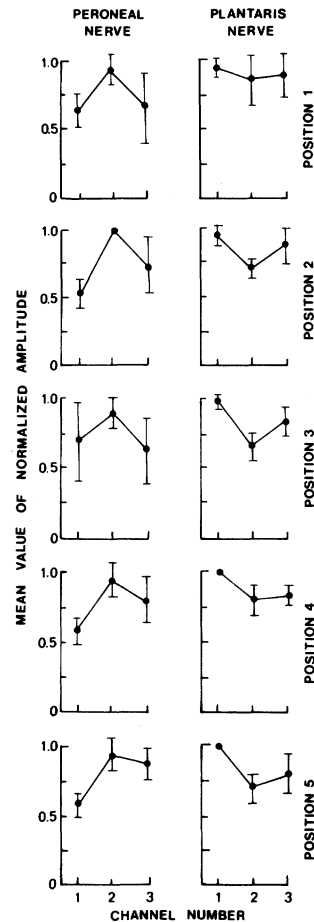 PERONEAL NERVE
PLANTARIS NERVE
1.0
0.5
0
POSITION 1
1.0
0.5
0
POSITION 2
1.0
0.5
0
POSITION 3
1.0
0.5
0
POSITION 4
1.0
0.5
0
POSITION 5
MEAN VALUE OF NORMALIZED AMPLITUDE
1 2 3
1 2 3
CHANNEL NUMBER